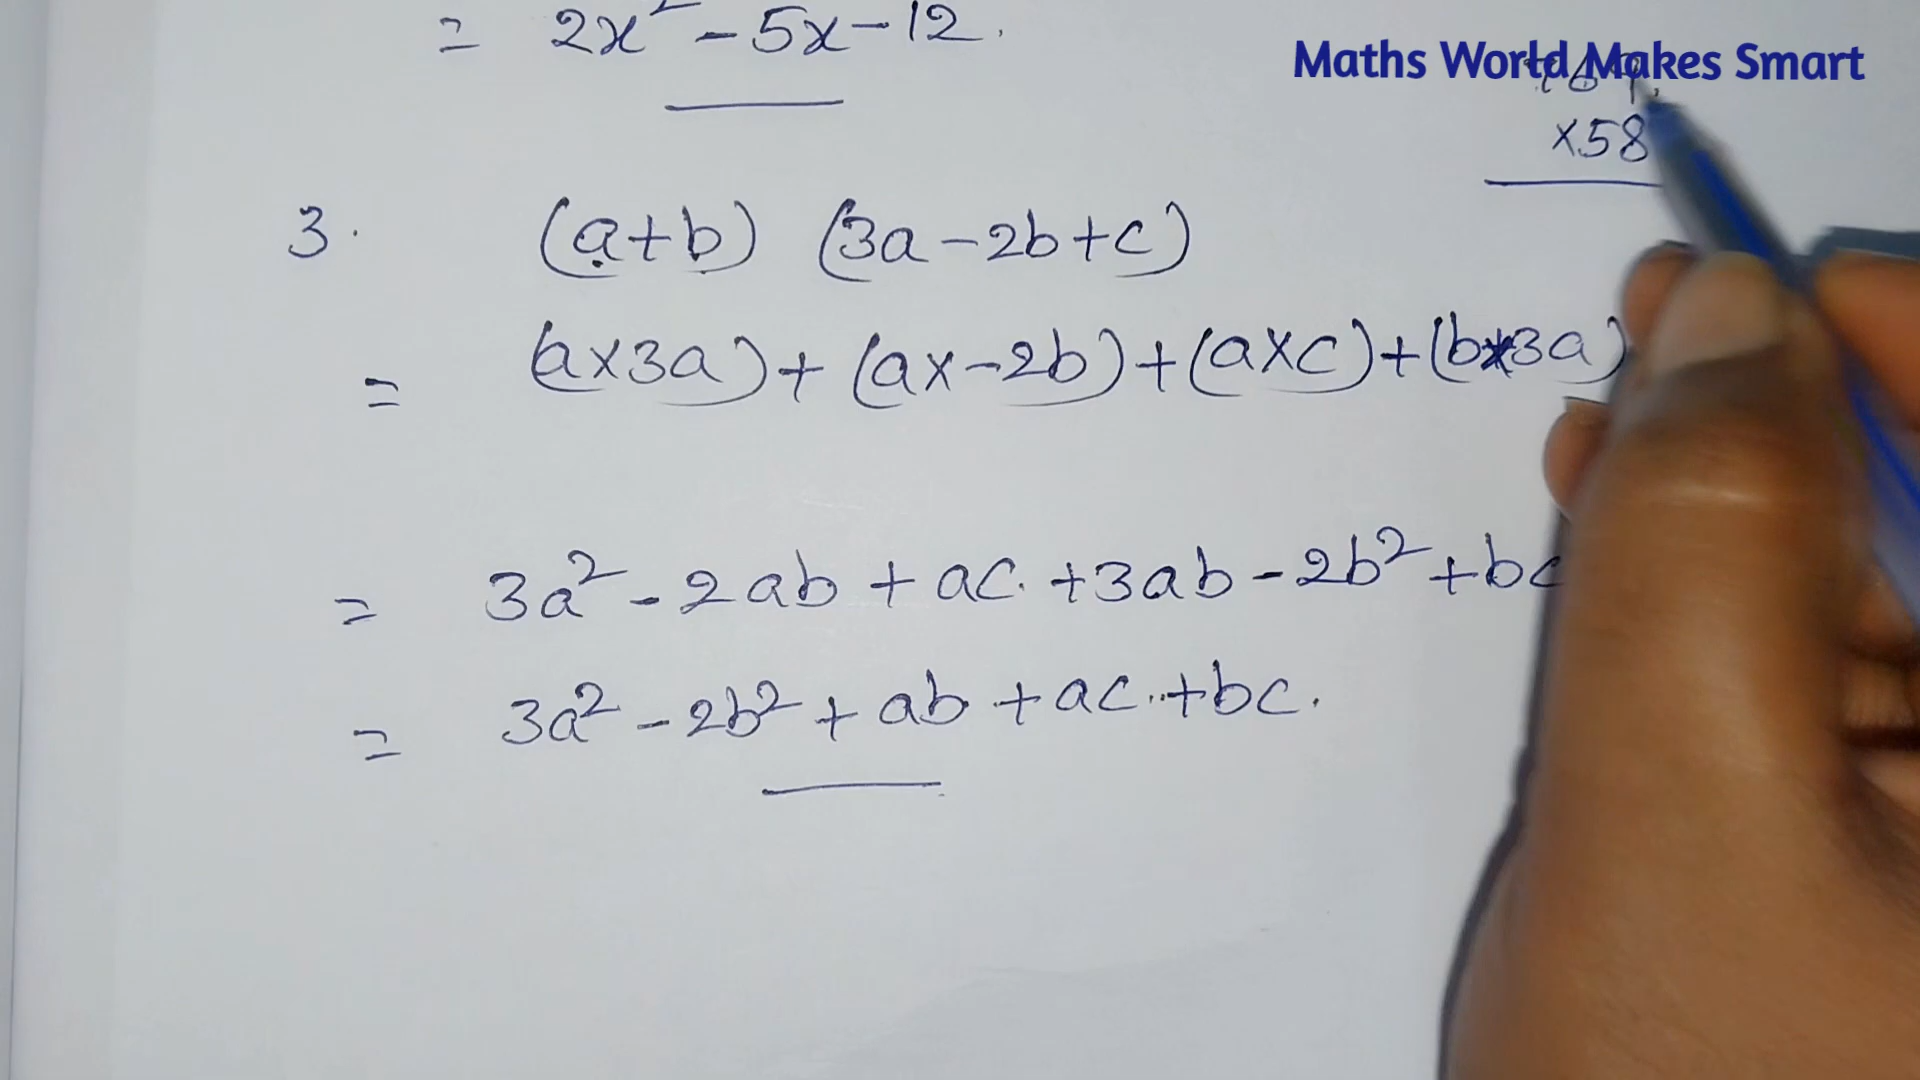 = 2x² - 5x - 12.
Maths World Makes Smart
×58
3. (a+b) (3a-2b+c)
= (a×3a) + (a×-2b) + (a×c) + (b×3a)
= 3a² - 2ab + ac. + 3ab - 2b² + bc
= 3a² - 2b² + ab + ac. + bc.